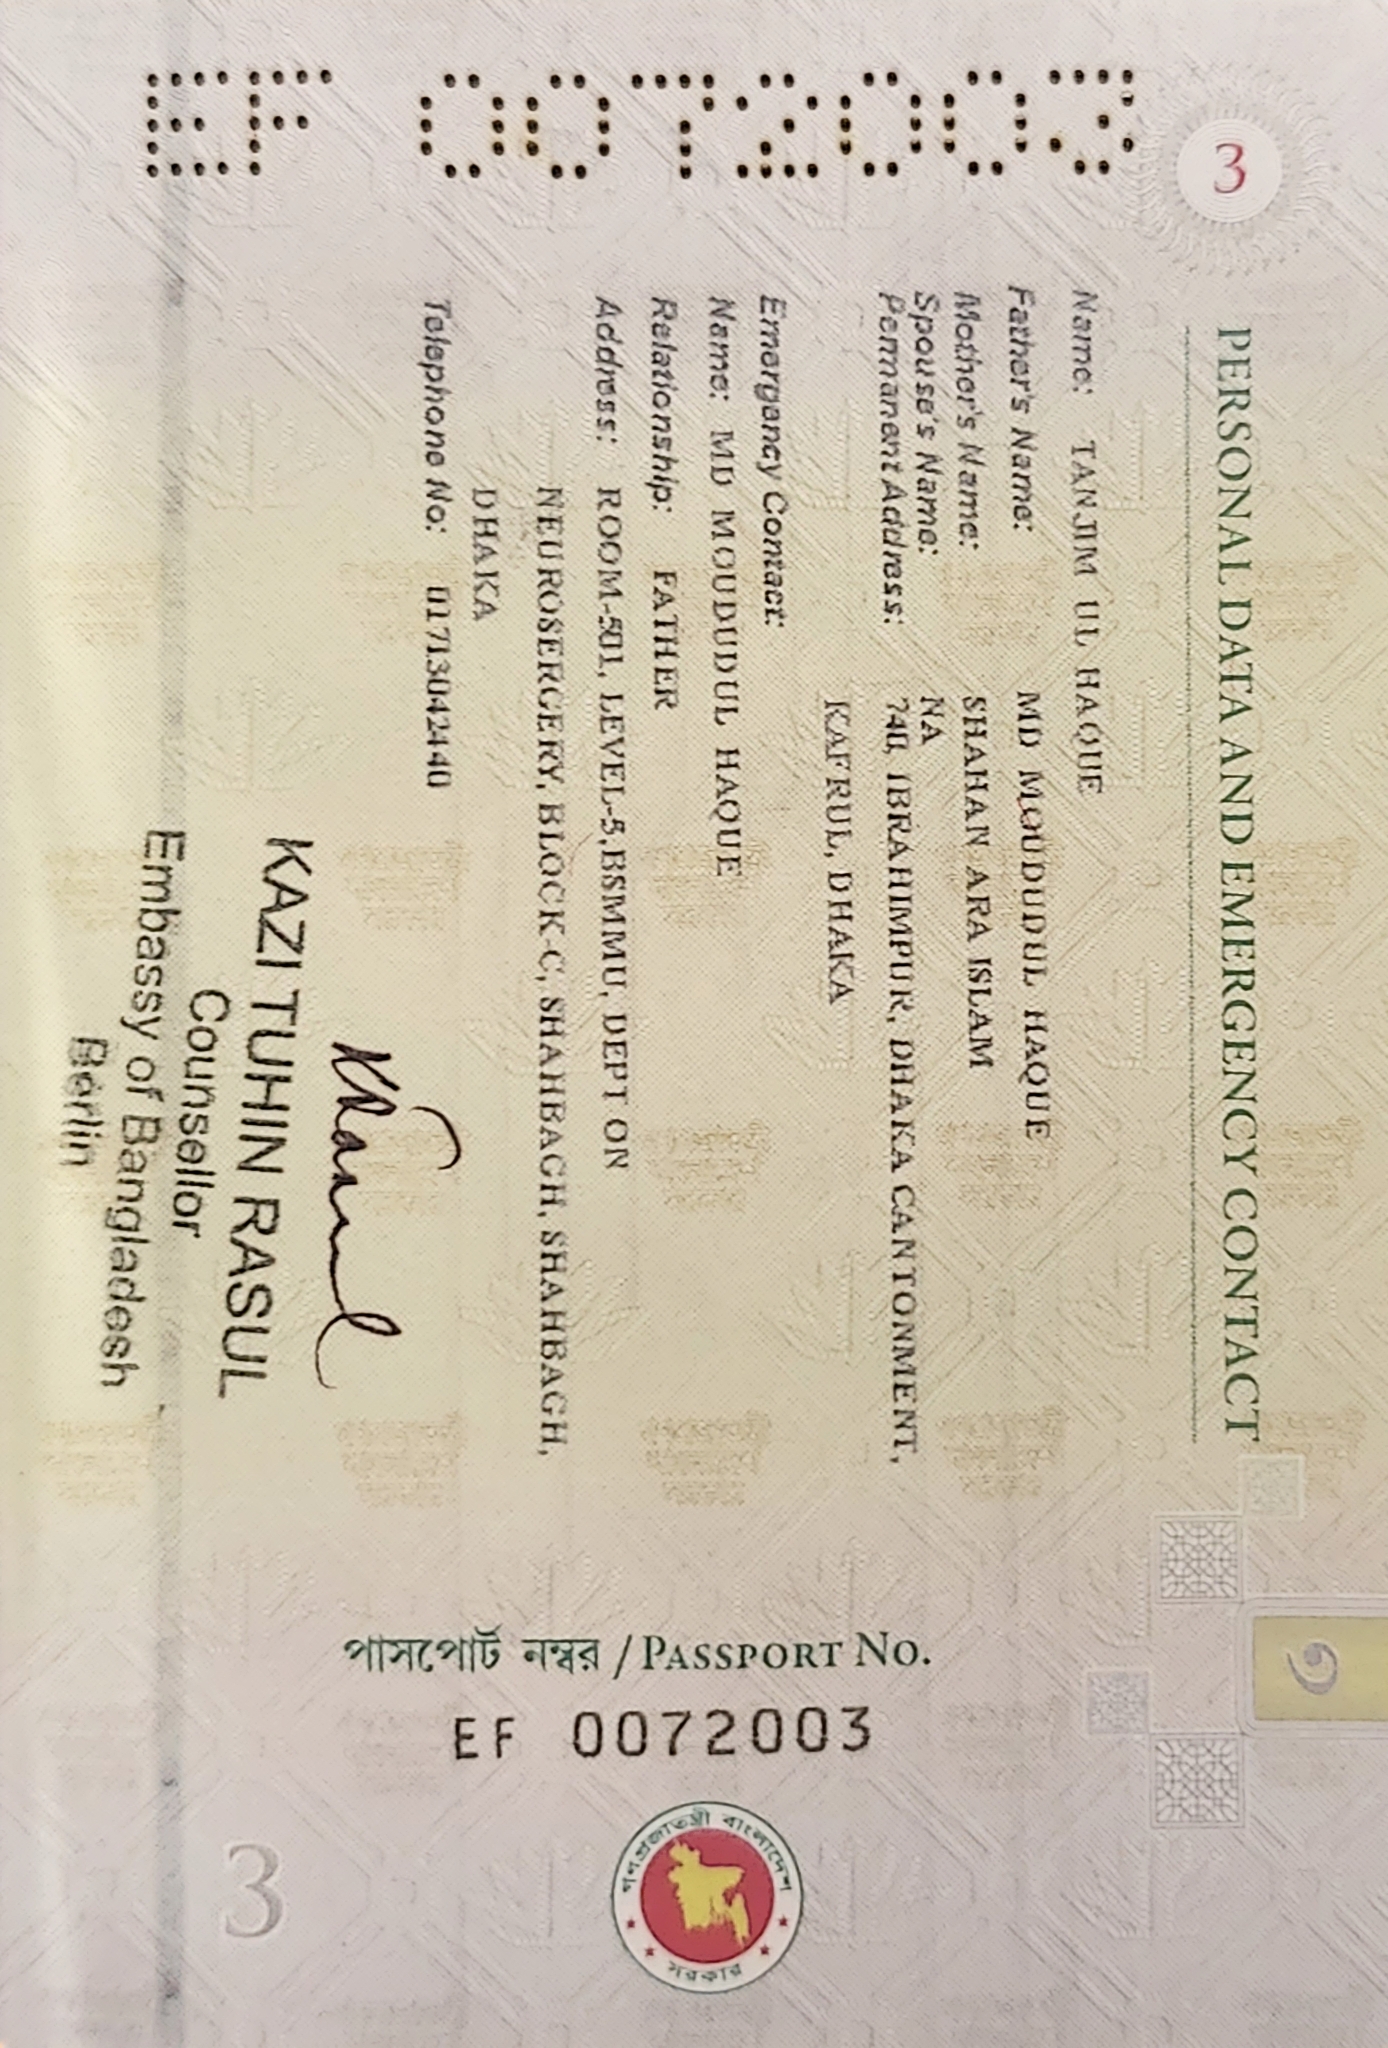 3
PERSONAL DATA AND EMERGENCY CONTACT
Name: TANJIM UL HAQUE
Father's Name: MD MOUDUDUL HAQUE
Mother's Name: SHAHAN ARA ISLAM
Spouse's Name: NA
Permanent Address: 740, IBRAHIMPUR, DHAKA CANTONMENT,
KAFRUL, DHAKA
Emergency Contact:
Name: MD MOUDUDUL HAQUE
Relationship: FATHER
Address: ROOM-501, LEVEL-5,BSMMU, DEPT ON
NEUROSERGERY, BLOCK-C, SHAHBAGH, SHAHBAGH,
DHAKA
Telephone No: 01713042440
KAZI TUHIN RASUL
Counsellor
Embassy of Bangladesh
Berlin
EF 0072003
পাসপোর্ট নম্বর / PASSPORT NO.
EF 0072003
গণপ্রজাতন্ত্রী বাংলাদেশ
সরকার
3